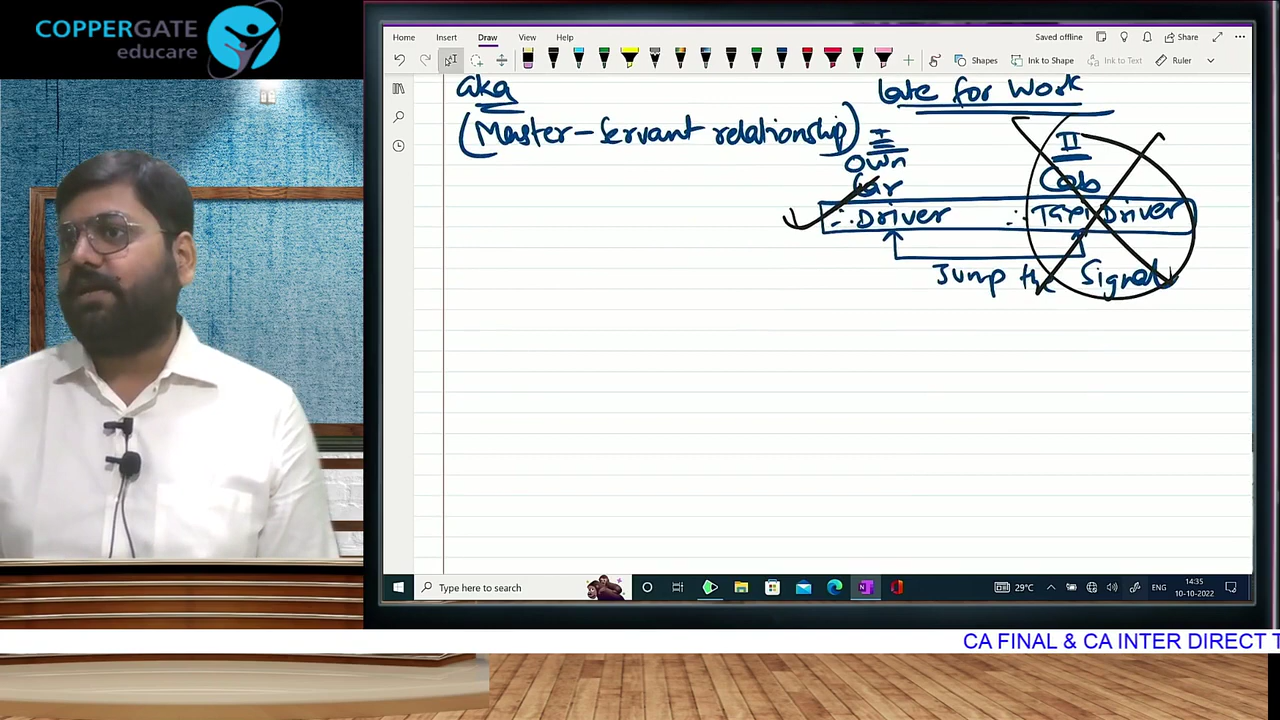 COPPERGATE
educare
Home Insert Draw View Help
Saved offline
Share
Shapes
Ink to Shape
Ink to Text
Ruler
aka
(Master-Servant relationship)
late for Work
I
own
Car
∴ Driver
II
Cab
∴ Taxi Driver
Jump the Signal
Type here to search
29°C
ENG
14:35
10-10-2022
CA FINAL & CA INTER DIRECT T